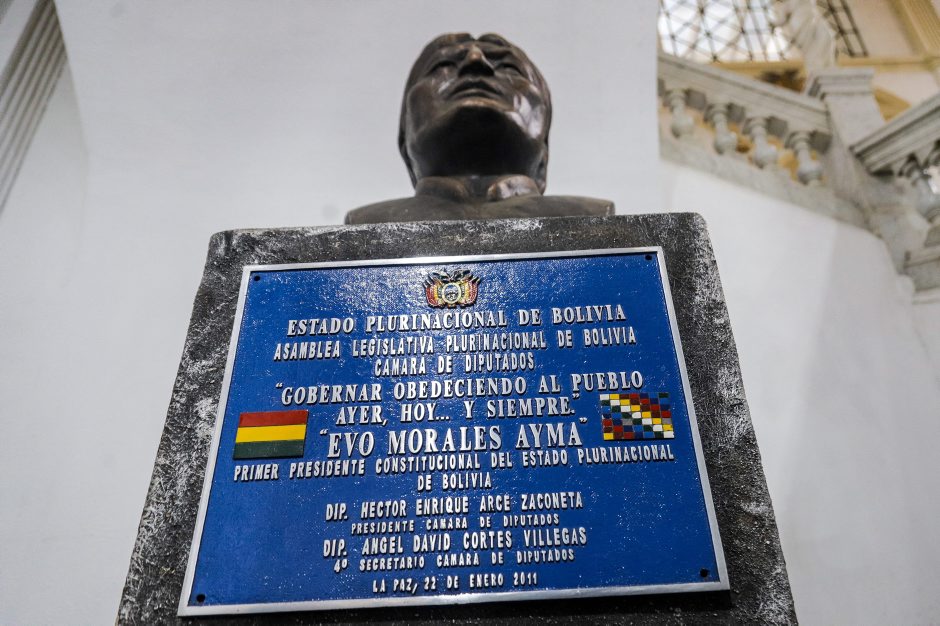 ESTADO PLURINACIONAL DE BOLIVIA
ASAMBLEA LEGISLATIVA PLURINACIONAL DE BOLIVIA
CAMARA DE DIPUTADOS
"GOBERNAR OBEDECIENDO AL PUEBLO
AYER, HOY... Y SIEMPRE."
"EVO MORALES AYMA"
PRIMER PRESIDENTE CONSTITUCIONAL DEL ESTADO PLURINACIONAL
DE BOLIVIA
DIP. HECTOR ENRIQUE ARCE ZACONETA
PRESIDENTE CAMARA DE DIPUTADOS
DIP. ANGEL DAVID CORTES VILLEGAS
4º SECRETARIO CAMARA DE DIPUTADOS
LA PAZ, 22 DE ENERO 2011